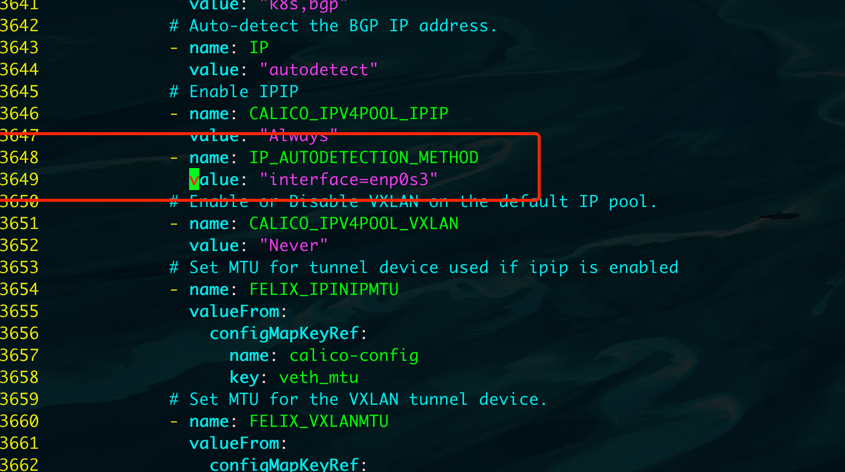 3641 value: "k8s,bgp"
3642 # Auto-detect the BGP IP address.
3643 - name: IP
3644 value: "autodetect"
3645 # Enable IPIP
3646 - name: CALICO_IPV4POOL_IPIP
3647 value: "Always"
3648 - name: IP_AUTODETECTION_METHOD
3649 value: "interface=enp0s3"
3650 # Enable or Disable VXLAN on the default IP pool.
3651 - name: CALICO_IPV4POOL_VXLAN
3652 value: "Never"
3653 # Set MTU for tunnel device used if ipip is enabled
3654 - name: FELIX_IPINIPMTU
3655 valueFrom:
3656 configMapKeyRef:
3657 name: calico-config
3658 key: veth_mtu
3659 # Set MTU for the VXLAN tunnel device.
3660 - name: FELIX_VXLANMTU
3661 valueFrom:
3662 configMapKeyRef: